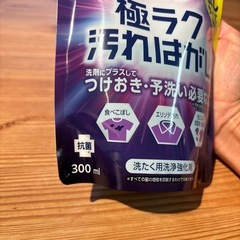 極ラク
汚れはが
洗剤にプラスして
つけおき・予洗い必要
食べこぼし
エリソデ
抗菌
300ml
洗たく用洗浄強化剤